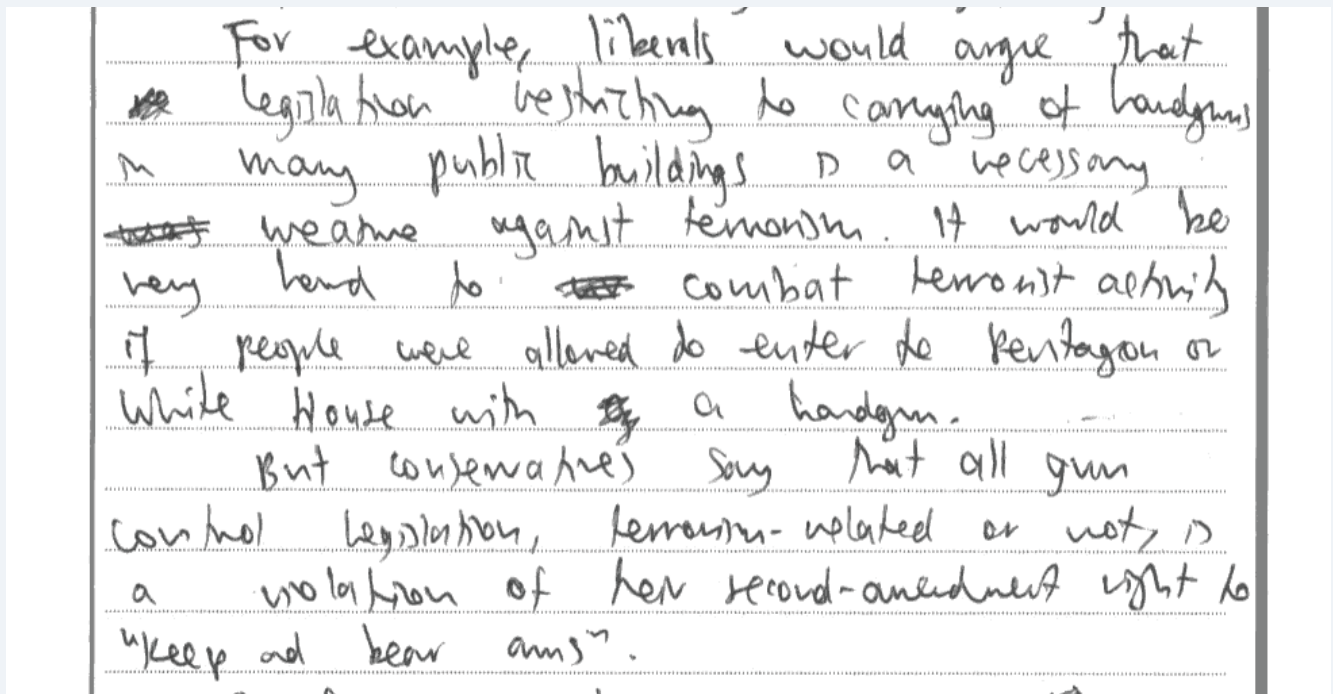 For example, liberals would argue that
legislation restricting the carrying of handguns
in many public buildings is a necessary
measure against terrorism. It would be
very hard to combat terrorist activity
if people were allowed to enter the Pentagon or
White House with a handgun.
But conservatives say that all gun
control legislation, terrorism-related or not, is
a violation of their second-amendment right to
"keep and bear arms".